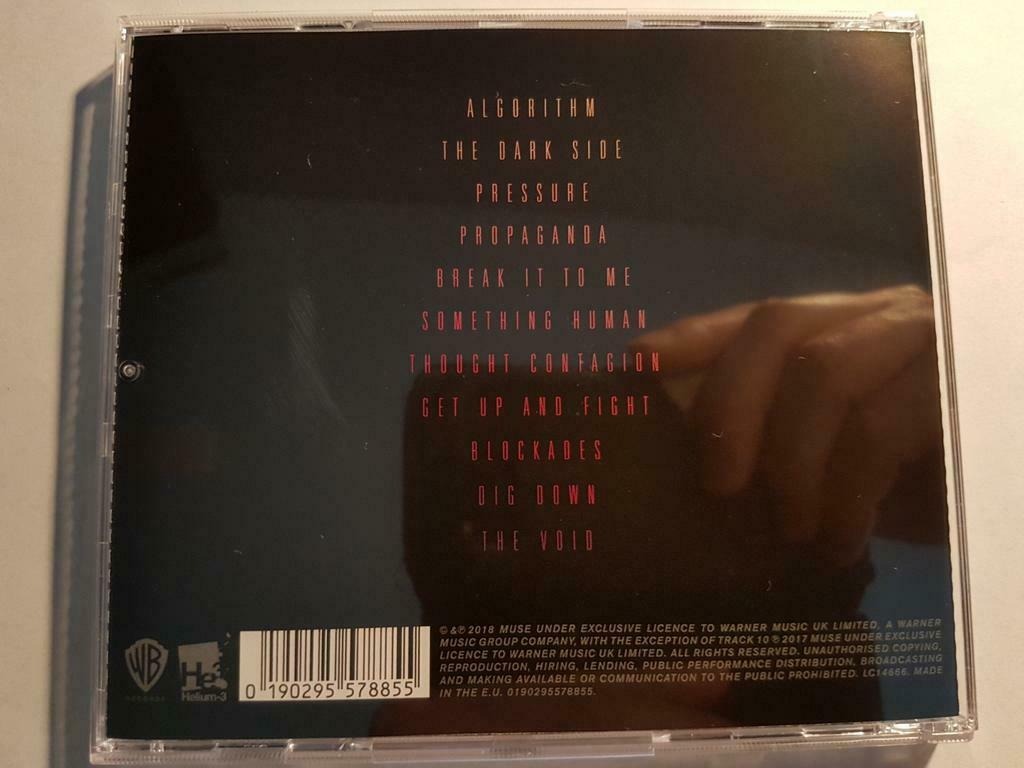 ALGORITHM
THE DARK SIDE
PRESSURE
PROPAGANDA
BREAK IT TO ME
SOMETHING HUMAN
THOUGHT CONTAGION
GET UP AND FIGHT
BLOCKADES
DIG DOWN
THE VOID
© & ℗ 2018 MUSE UNDER EXCLUSIVE LICENCE TO WARNER MUSIC UK LIMITED, A WARNER
MUSIC GROUP COMPANY, WITH THE EXCEPTION OF TRACK 10 ℗ 2017 MUSE UNDER EXCLUSIVE
LICENCE TO WARNER MUSIC UK LIMITED. ALL RIGHTS RESERVED. UNAUTHORISED COPYING,
REPRODUCTION, HIRING, LENDING, PUBLIC PERFORMANCE DISTRIBUTION, BROADCASTING
AND MAKING AVAILABLE OR COMMUNICATION TO THE PUBLIC PROHIBITED. LC14666. MADE
IN THE E.U. 0190295578855.
WB
RECORDS
He3
Helium-3
0 190295 578855